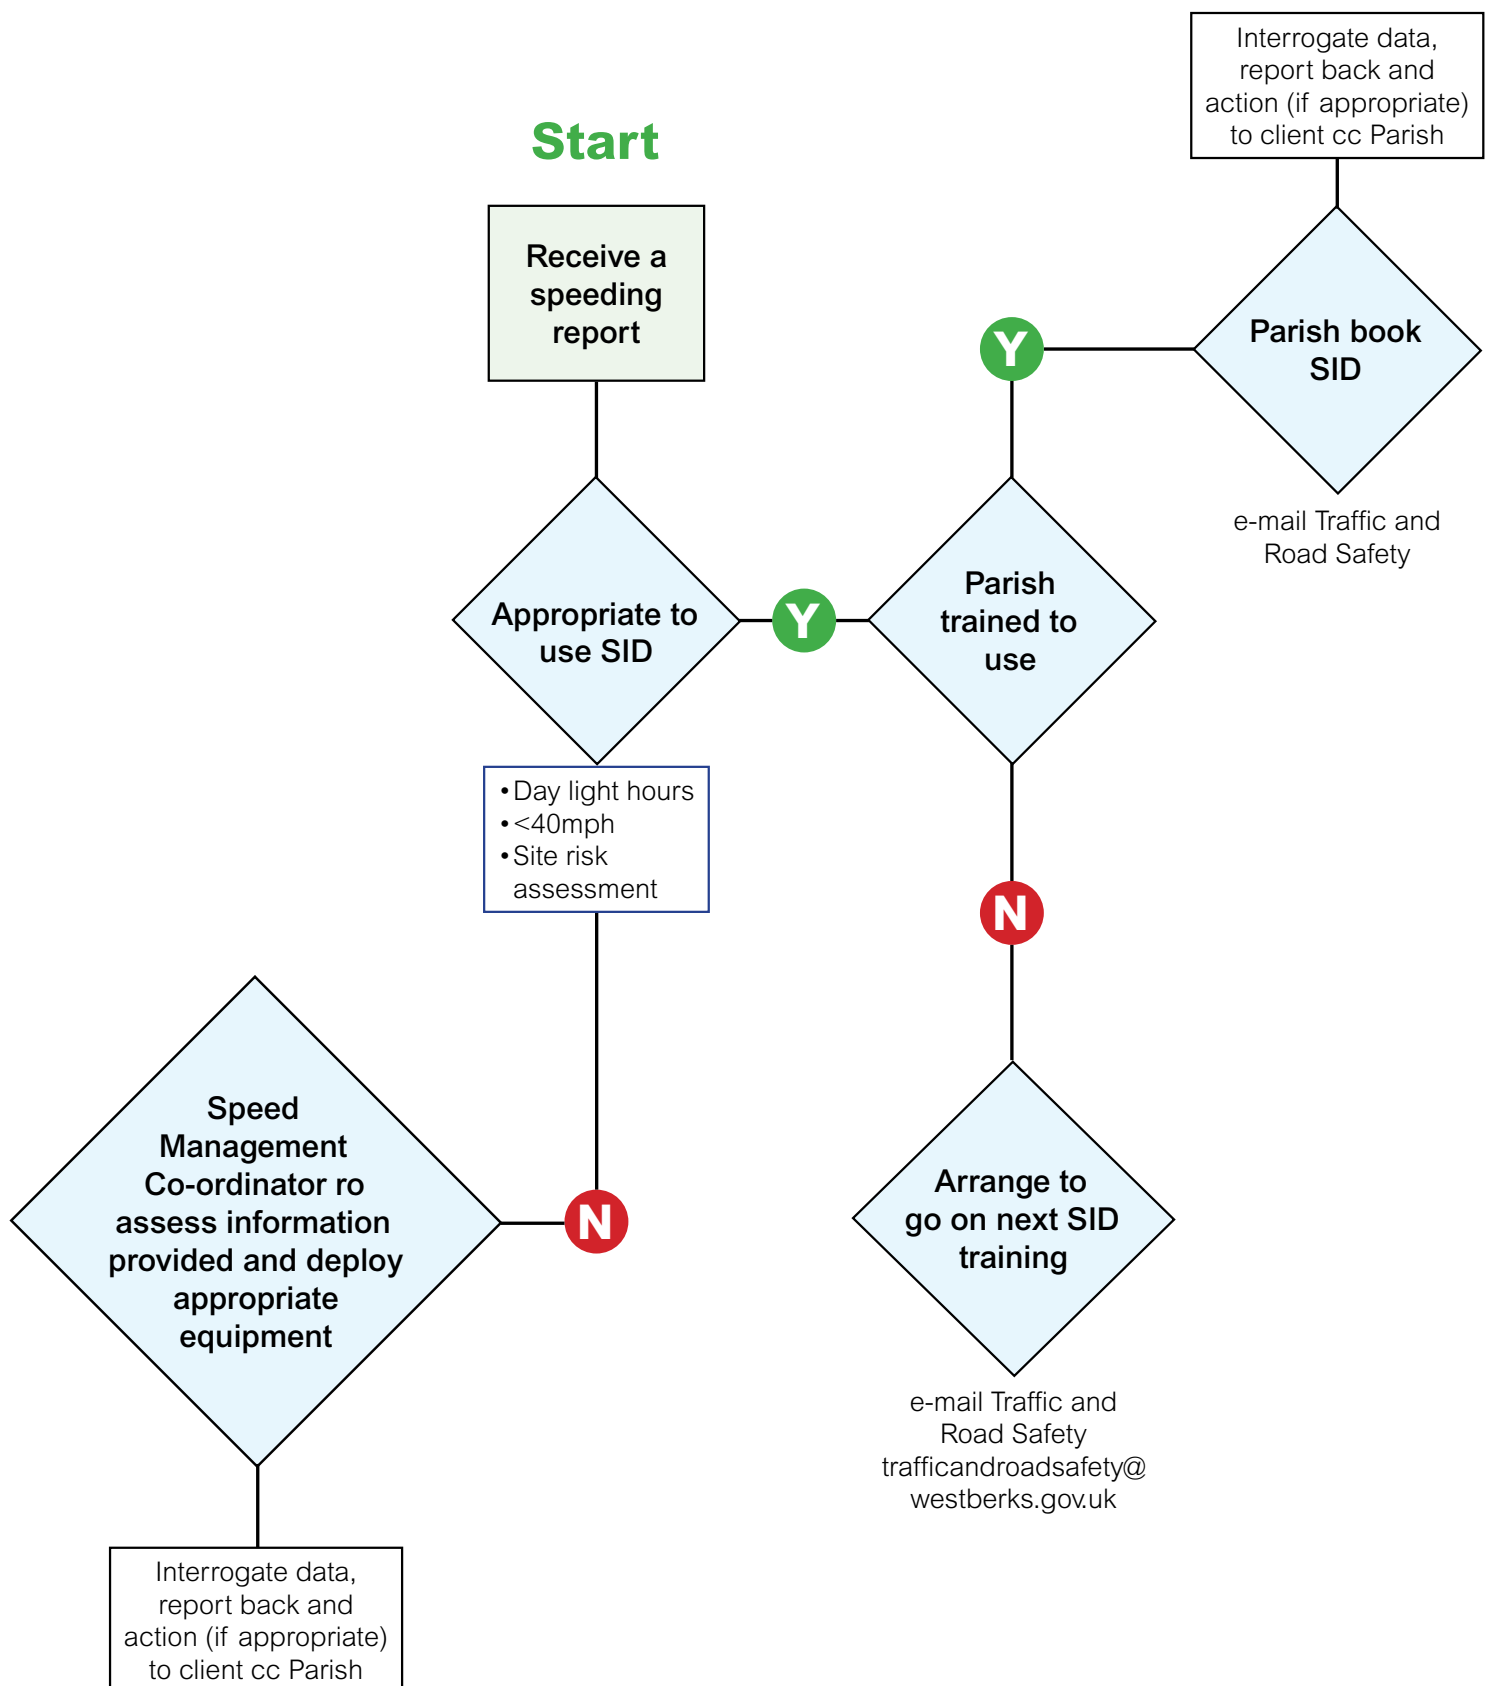 Start
Receive a
speeding
report
Appropriate to
use SID
•Day light hours
•<40mph
•Site risk
assessment
Y
Parish
trained to
use
Y
Parish book
SID
e-mail Traffic and
Road Safety
Interrogate data,
report back and
action (if appropriate)
to client cc Parish
N
Arrange to
go on next SID
training
e-mail Traffic and
Road Safety
trafficandroadsafety@
westberks.gov.uk
N
Speed
Management
Co-ordinator ro
assess information
provided and deploy
appropriate
equipment
Interrogate data,
report back and
action (if appropriate)
to client cc Parish